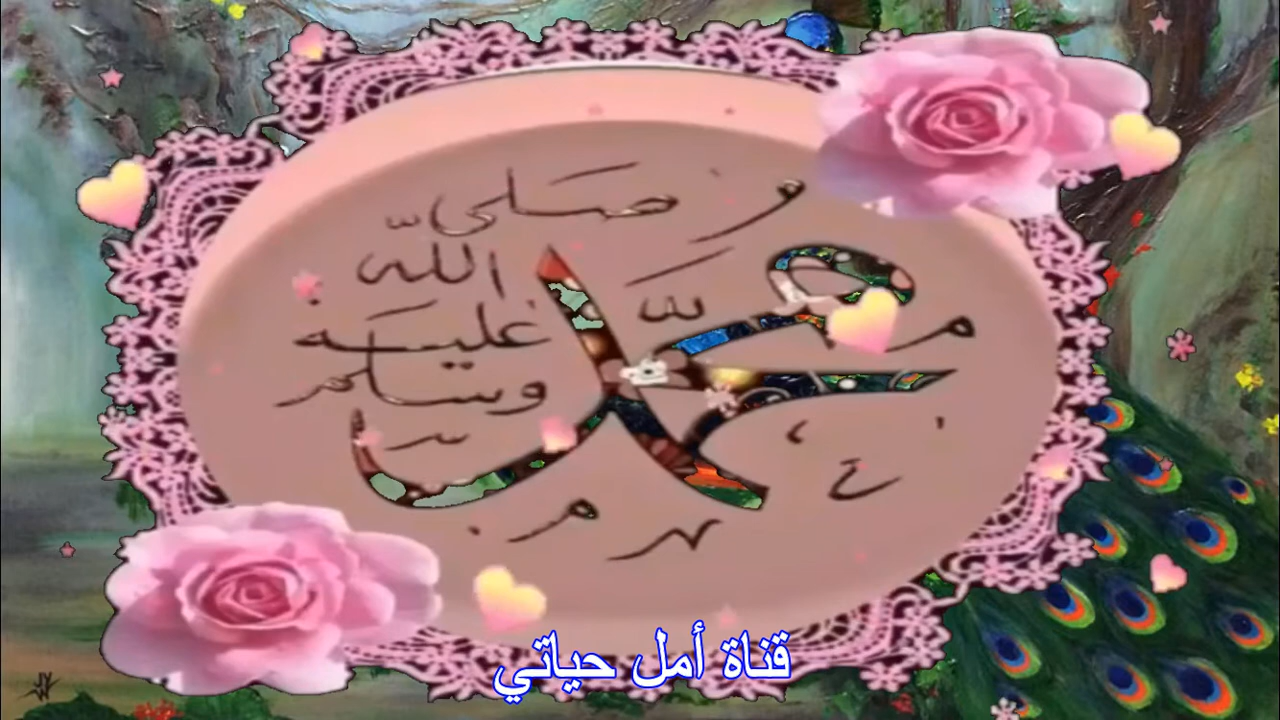 محمد
صلى
الله
عليه
وسلم
قناة أمل حياتي